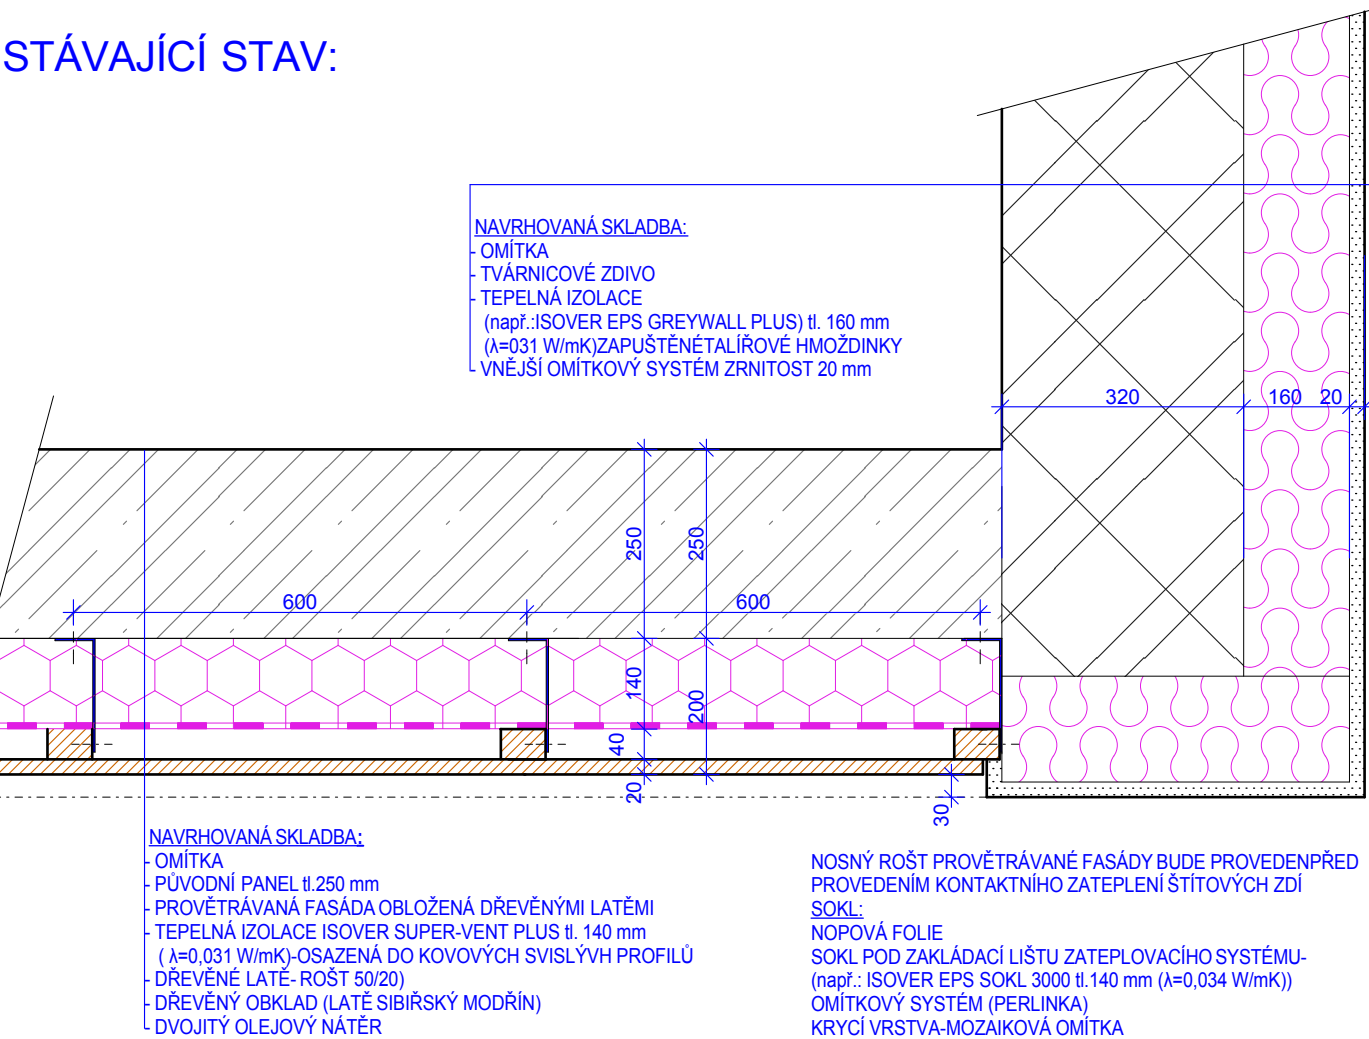 STÁVAJÍCÍ STAV:
NAVRHOVANÁ SKLADBA:
- OMÍTKA
- TVÁRNICOVÉ ZDIVO
- TEPELNÁ IZOLACE
(např.:ISOVER EPS GREYWALL PLUS) tl. 160 mm
(λ=031 W/mK)ZAPUŠTĚNÉTALÍŘOVÉ HMOŽDINKY
- VNĚJŠÍ OMÍTKOVÝ SYSTÉM ZRNITOST 20 mm
320 160 20
250 250
600 600
140 200
40
20
30
NAVRHOVANÁ SKLADBA:
- OMÍTKA
- PŮVODNÍ PANEL tl.250 mm
- PROVĚTRÁVANÁ FASÁDA OBLOŽENÁ DŘEVĚNÝMI LATĚMI
- TEPELNÁ IZOLACE ISOVER SUPER-VENT PLUS tl. 140 mm
( λ=0,031 W/mK)-OSAZENÁ DO KOVOVÝCH SVISLÝVH PROFILŮ
- DŘEVĚNÉ LATĚ- ROŠT 50/20)
- DŘEVĚNÝ OBKLAD (LATĚ SIBIŘSKÝ MODŘÍN)
- DVOJITÝ OLEJOVÝ NÁTĚR
NOSNÝ ROŠT PROVĚTRÁVANÉ FASÁDY BUDE PROVEDENPŘED
PROVEDENÍM KONTAKTNÍHO ZATEPLENÍ ŠTÍTOVÝCH ZDÍ
SOKL:
NOPOVÁ FOLIE
SOKL POD ZAKLÁDACÍ LIŠTU ZATEPLOVACÍHO SYSTÉMU-
(např.: ISOVER EPS SOKL 3000 tl.140 mm (λ=0,034 W/mK))
OMÍTKOVÝ SYSTÉM (PERLINKA)
KRYCÍ VRSTVA-MOZAIKOVÁ OMÍTKA